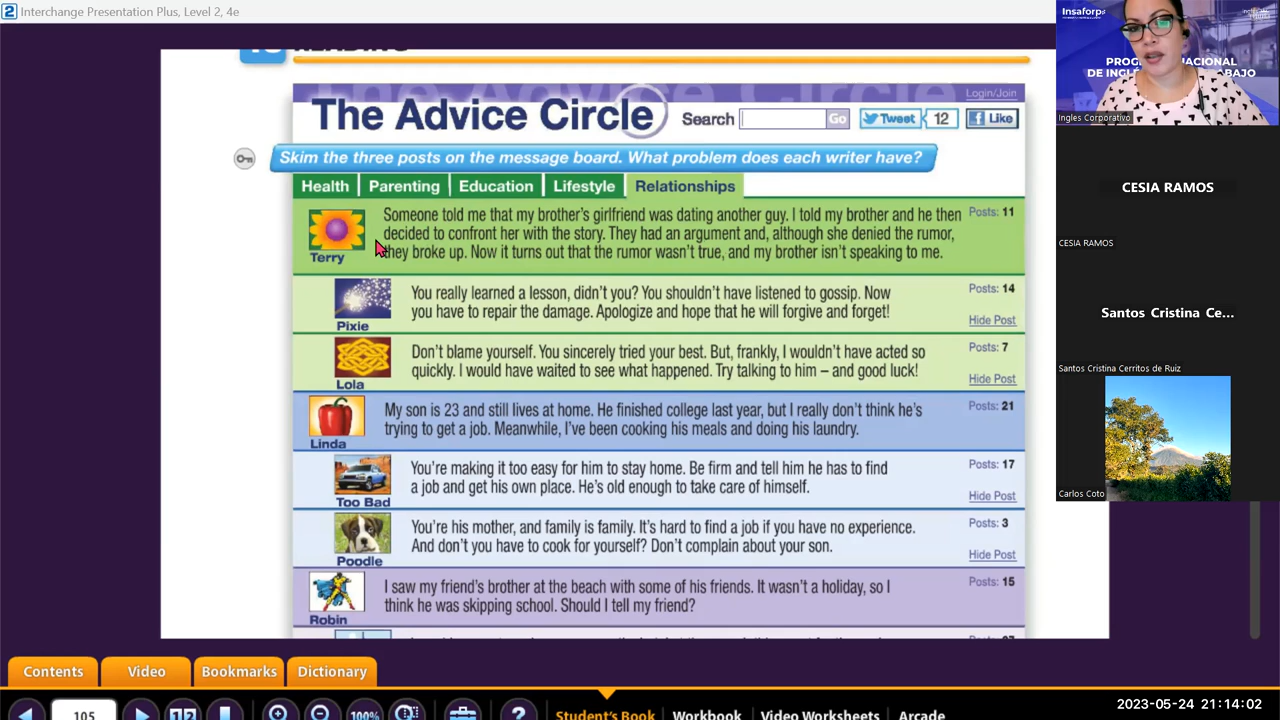 Interchange Presentation Plus, Level 2, 4e
Login/Join
The Advice Circle
Search
Go
Tweet
12
Like
Skim the three posts on the message board. What problem does each writer have?
Health
Parenting
Education
Lifestyle
Relationships
Someone told me that my brother's girlfriend was dating another guy. I told my brother and he then
decided to confront her with the story. They had an argument and, although she denied the rumor,
they broke up. Now it turns out that the rumor wasn't true, and my brother isn't speaking to me.
Terry
Posts: 11
You really learned a lesson, didn't you? You shouldn't have listened to gossip. Now
you have to repair the damage. Apologize and hope that he will forgive and forget!
Pixie
Posts: 14
Hide Post
Don't blame yourself. You sincerely tried your best. But, frankly, I wouldn't have acted so
quickly. I would have waited to see what happened. Try talking to him – and good luck!
Lola
Posts: 7
Hide Post
My son is 23 and still lives at home. He finished college last year, but I really don't think he's
trying to get a job. Meanwhile, I've been cooking his meals and doing his laundry.
Linda
Posts: 21
You're making it too easy for him to stay home. Be firm and tell him he has to find
a job and get his own place. He's old enough to take care of himself.
Too Bad
Posts: 17
Hide Post
You're his mother, and family is family. It's hard to find a job if you have no experience.
And don't you have to cook for yourself? Don't complain about your son.
Poodle
Posts: 3
Hide Post
I saw my friend's brother at the beach with some of his friends. It wasn't a holiday, so I
think he was skipping school. Should I tell my friend?
Robin
Posts: 15
Contents
Video
Bookmarks
Dictionary
105
1|2
100%
?
Student's Book
Workbook
Video Worksheets
Arcade
2023-05-24 21:14:02
Insaforp
Ingles Corporativo
CESIA RAMOS
CESIA RAMOS
Santos Cristina Ce...
Santos Cristina Cerritos de Ruiz
Carlos Coto